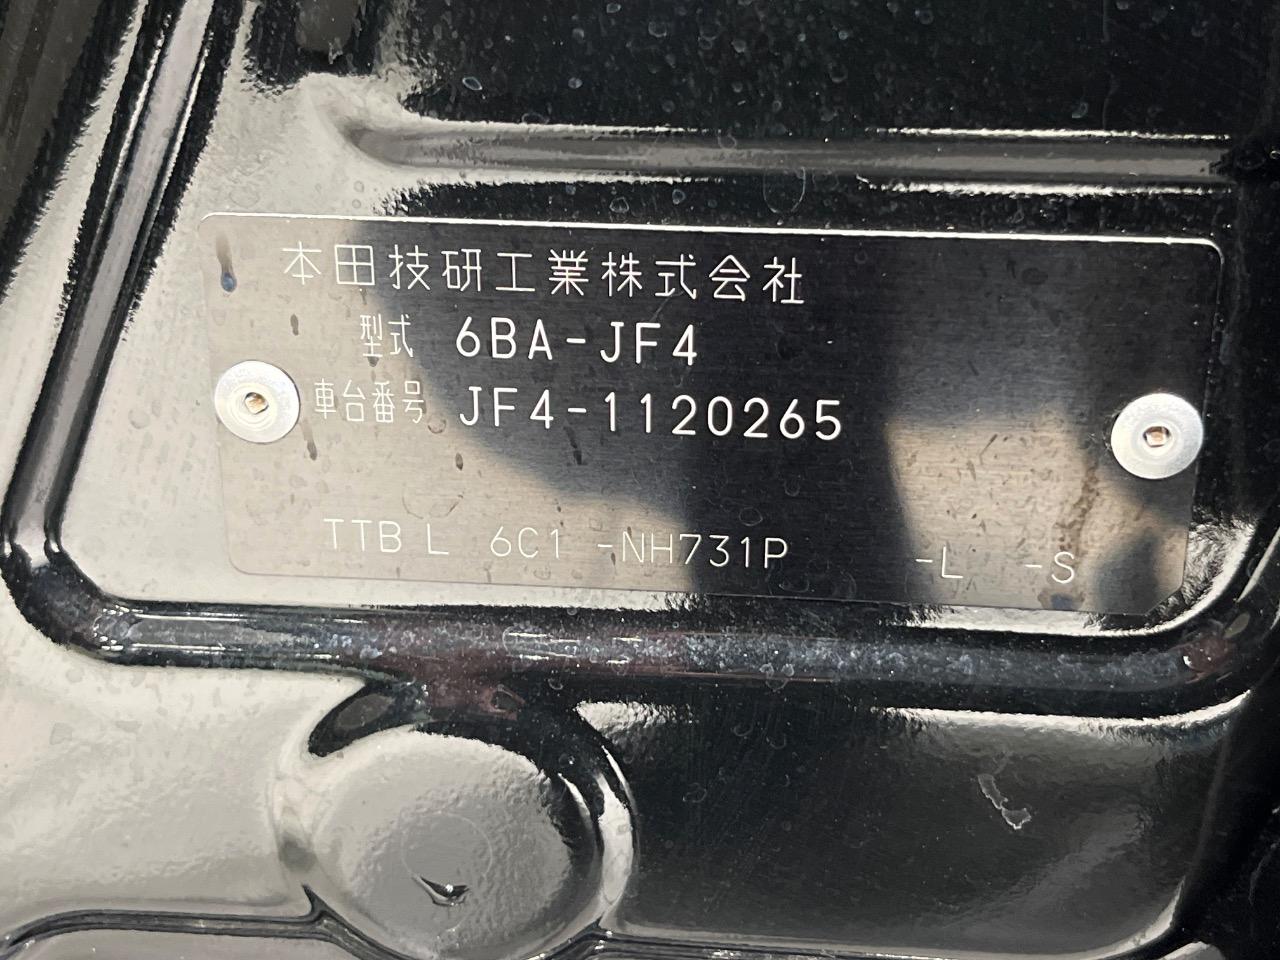 本田技研工業株式会社
型式 6BA-JF4
車台番号 JF4-1120265
TTB L 6C1 -NH731P -L -S